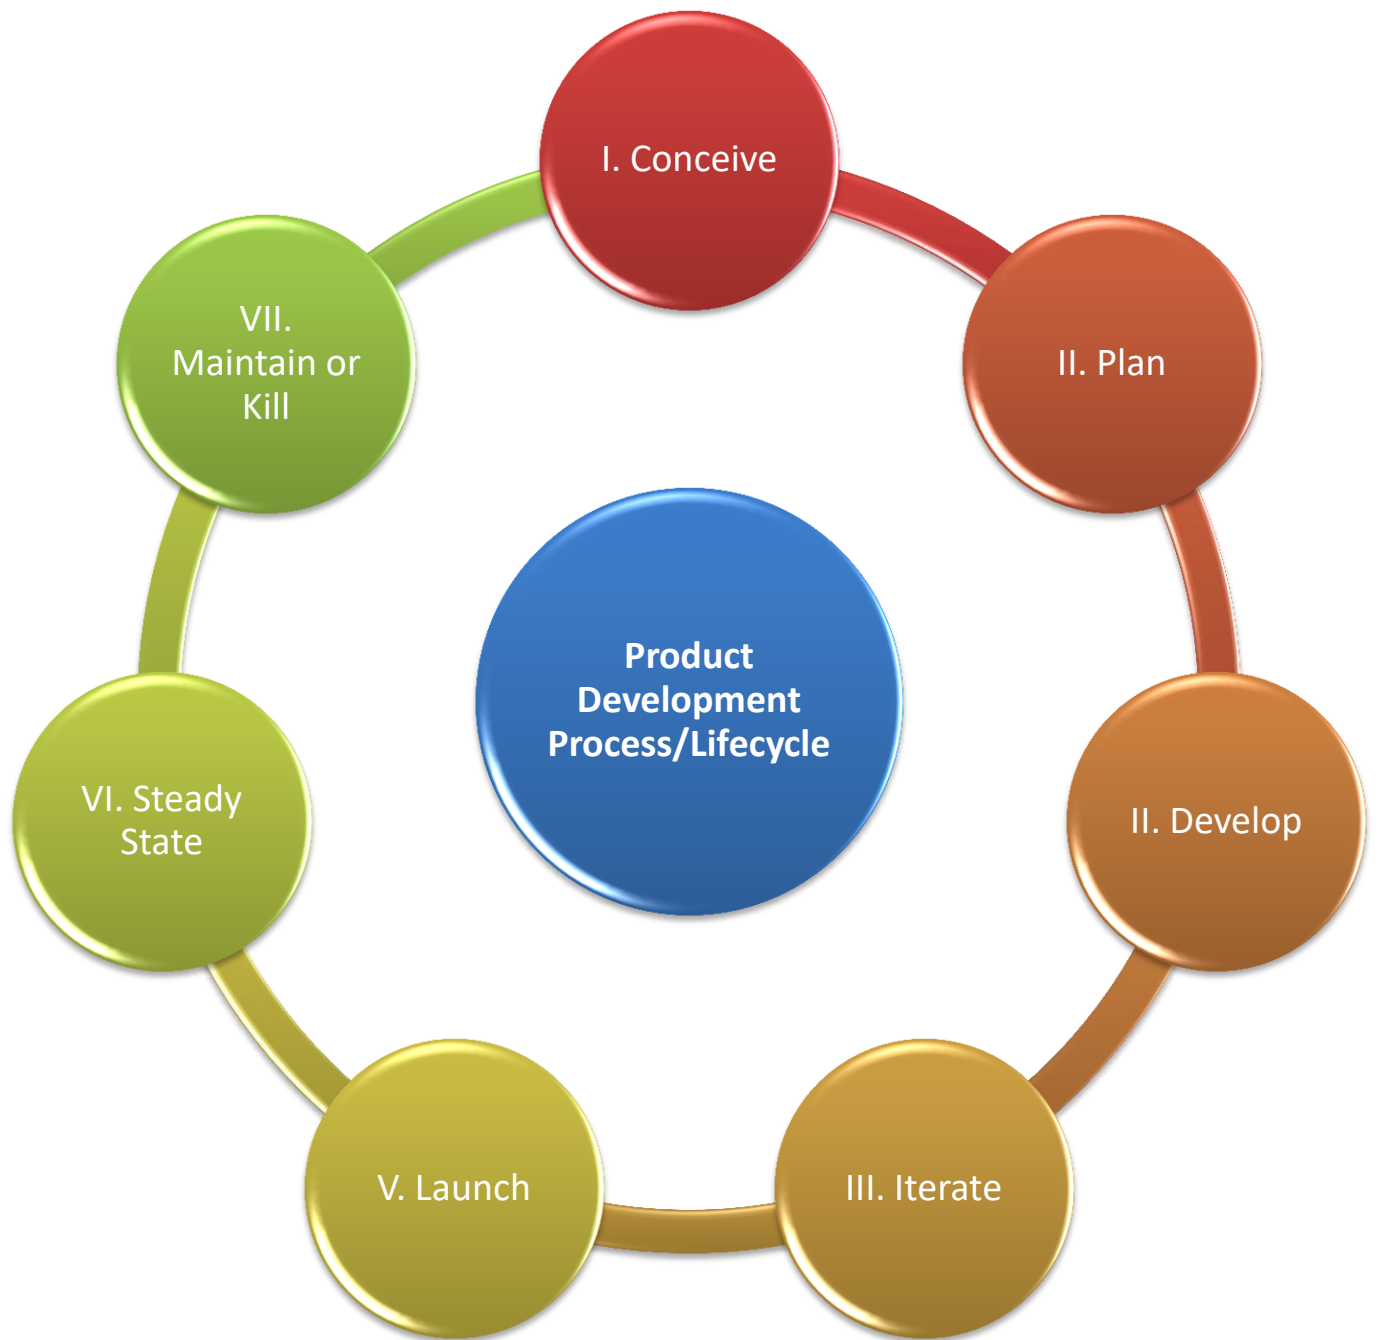 I. Conceive
II. Plan
II. Develop
III. Iterate
V. Launch
VI. Steady
State
VII.
Maintain or
Kill
Product
Development
Process/Lifecycle